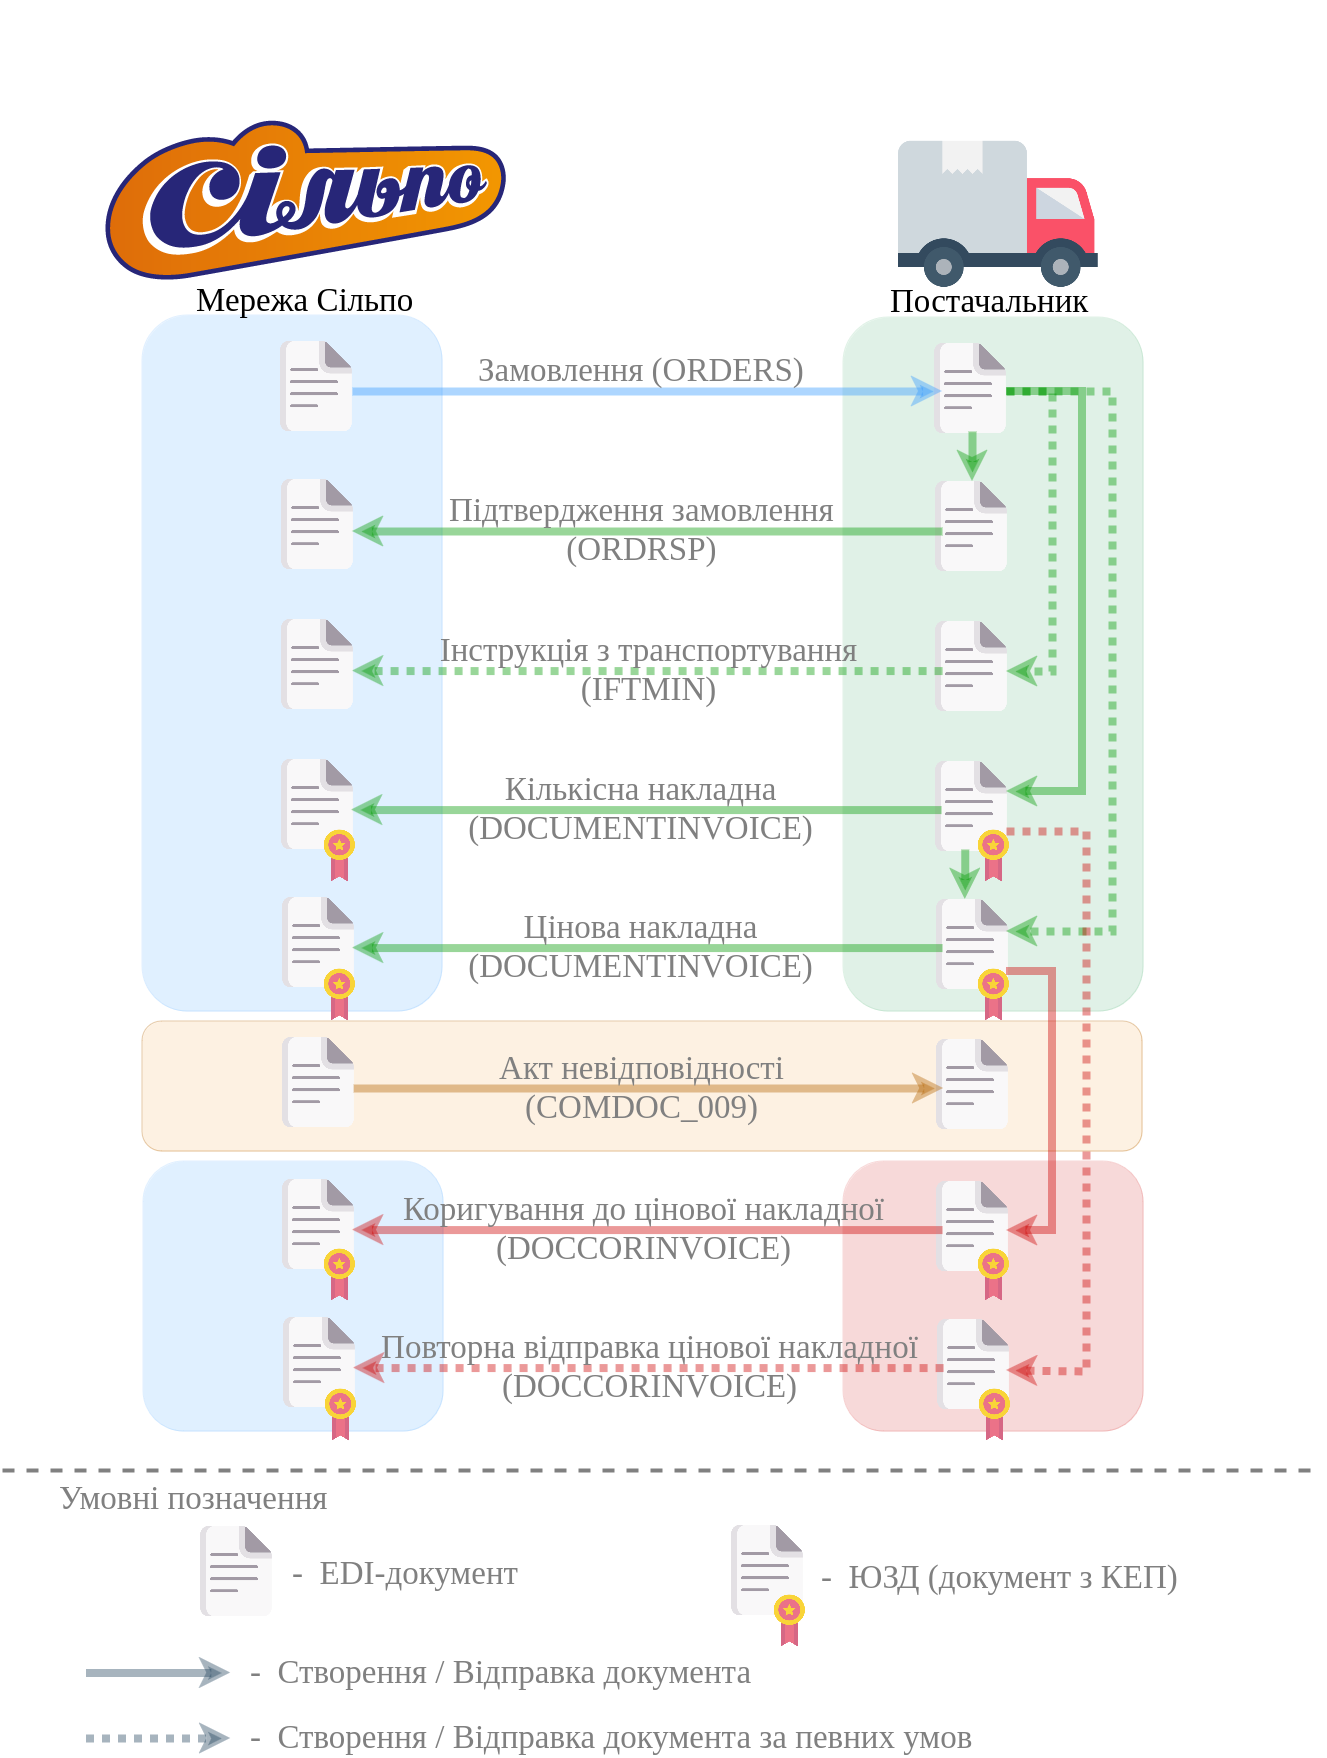 Сільпо
Мережа Сільпо
Постачальник
Замовлення (ORDERS)
Підтвердження замовлення
(ORDRSP)
Інструкція з транспортування
(IFTMIN)
Кількісна накладна
(DOCUMENTINVOICE)
Цінова накладна
(DOCUMENTINVOICE)
Акт невідповідності
(COMDOC_009)
Коригування до цінової накладної
(DOCCORINVOICE)
Повторна відправка цінової накладної
(DOCCORINVOICE)
Умовні позначення
- EDI-документ
- ЮЗД (документ з КЕП)
- Створення / Відправка документа
- Створення / Відправка документа за певних умов